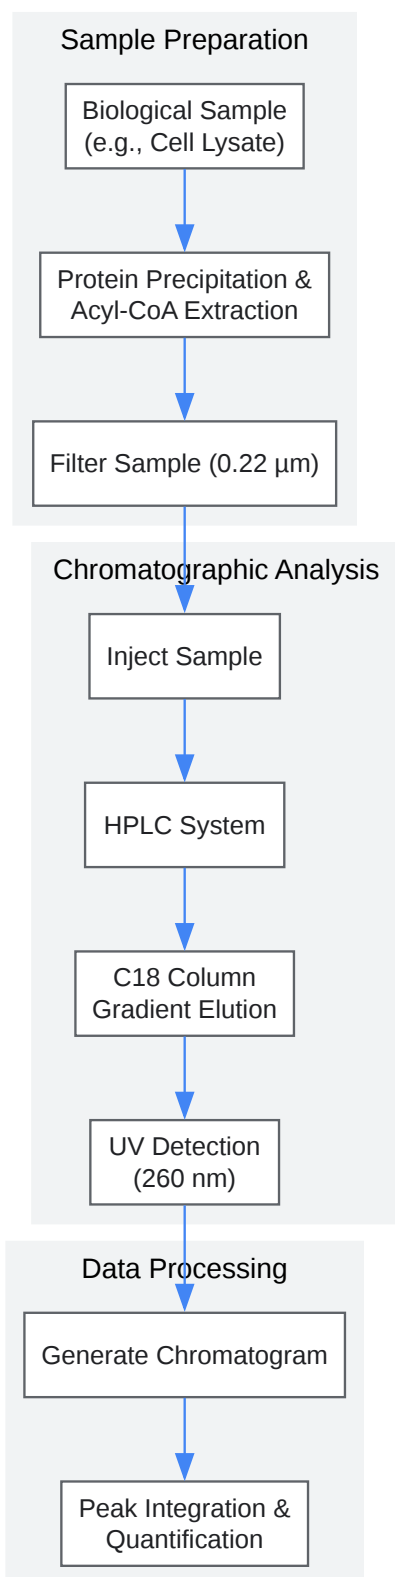 Sample Preparation
Biological Sample
(e.g., Cell Lysate)
Protein Precipitation &
Acyl-CoA Extraction
Filter Sample (0.22 µm)
Chromatographic Analysis
Inject Sample
HPLC System
C18 Column
Gradient Elution
UV Detection
(260 nm)
Data Processing
Generate Chromatogram
Peak Integration &
Quantification